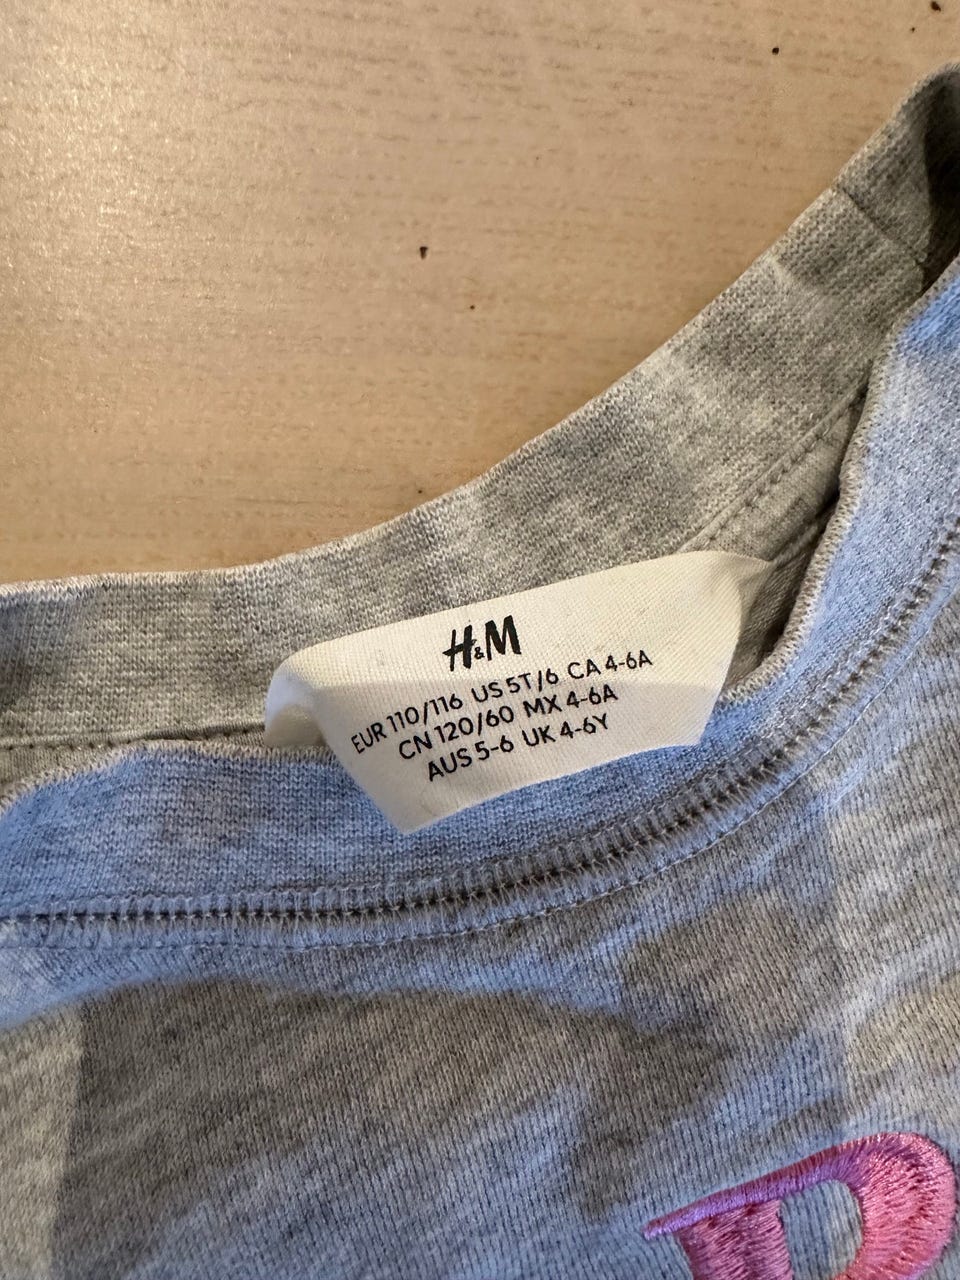 H&M
EUR 110/116 US 5T/6 CA 4-6A
CN 120/60 MX 4-6A
AUS 5-6 UK 4-6Y